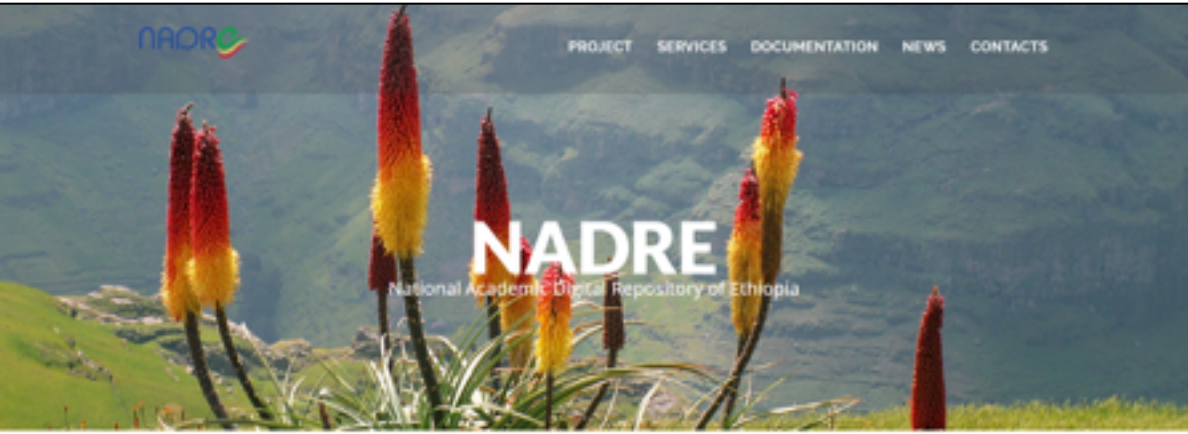 NADRe
PROJECT SERVICES DOCUMENTATION NEWS CONTACTS
NADRE
National Academic Digital Repository of Ethiopia